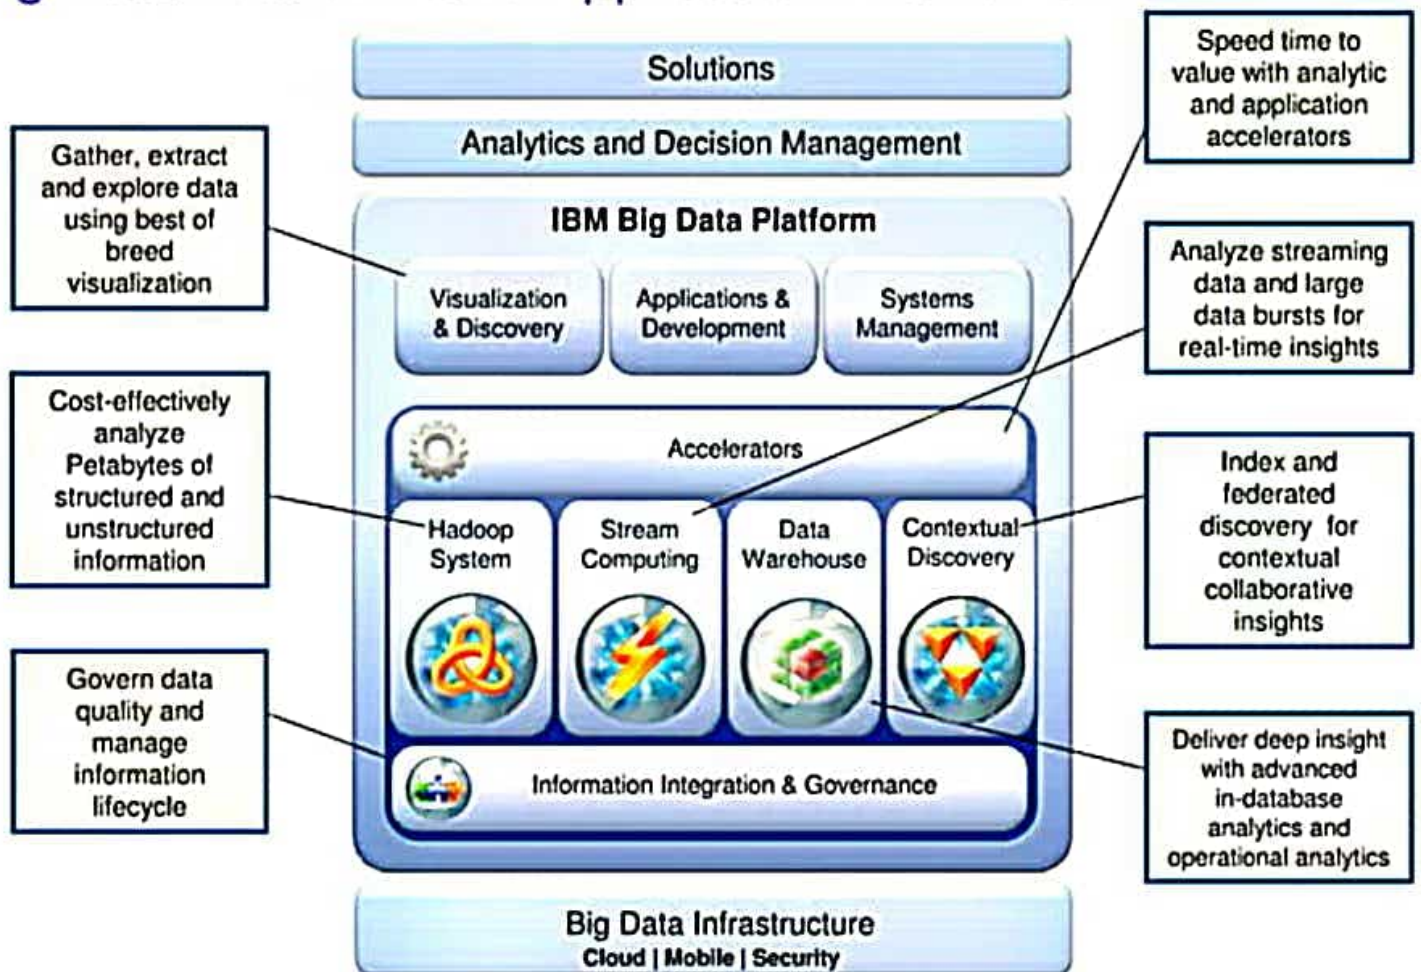 Solutions
Analytics and Decision Management
IBM Big Data Platform
Visualization
& Discovery
Applications &
Development
Systems
Management
Accelerators
Hadoop
System
Stream
Computing
Data
Warehouse
Contextual
Discovery
Information Integration & Governance
Big Data Infrastructure
Cloud | Mobile | Security
Gather, extract
and explore data
using best of
breed
visualization
Cost-effectively
analyze
Petabytes of
structured and
unstructured
information
Govern data
quality and
manage
information
lifecycle
Speed time to
value with analytic
and application
accelerators
Analyze streaming
data and large
data bursts for
real-time insights
Index and
federated
discovery for
contextual
collaborative
insights
Deliver deep insight
with advanced
in-database
analytics and
operational analytics